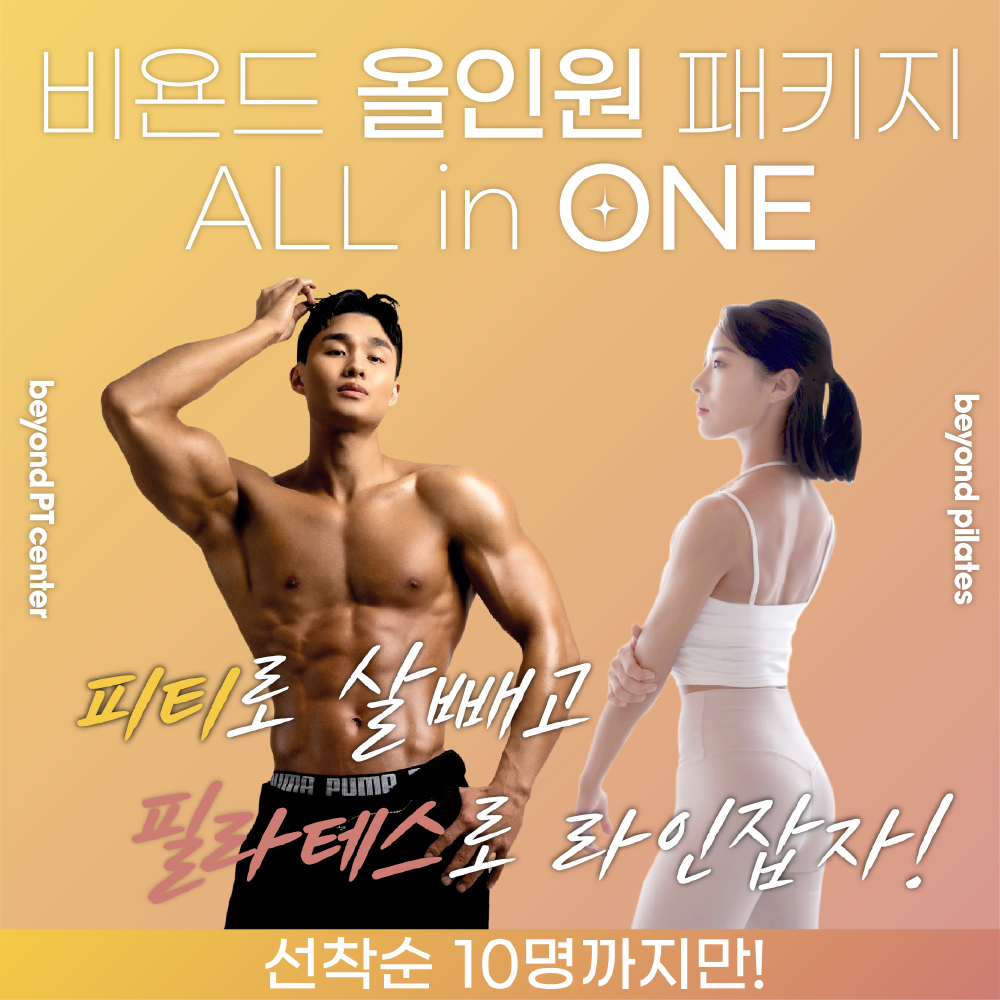 비욘드 올인원 패키지
ALL in ONE
beyond PT center
beyond pilates
피티로 살빼고
PUMA PUMA
필라테스로 라인잡자!
선착순 10명까지만!